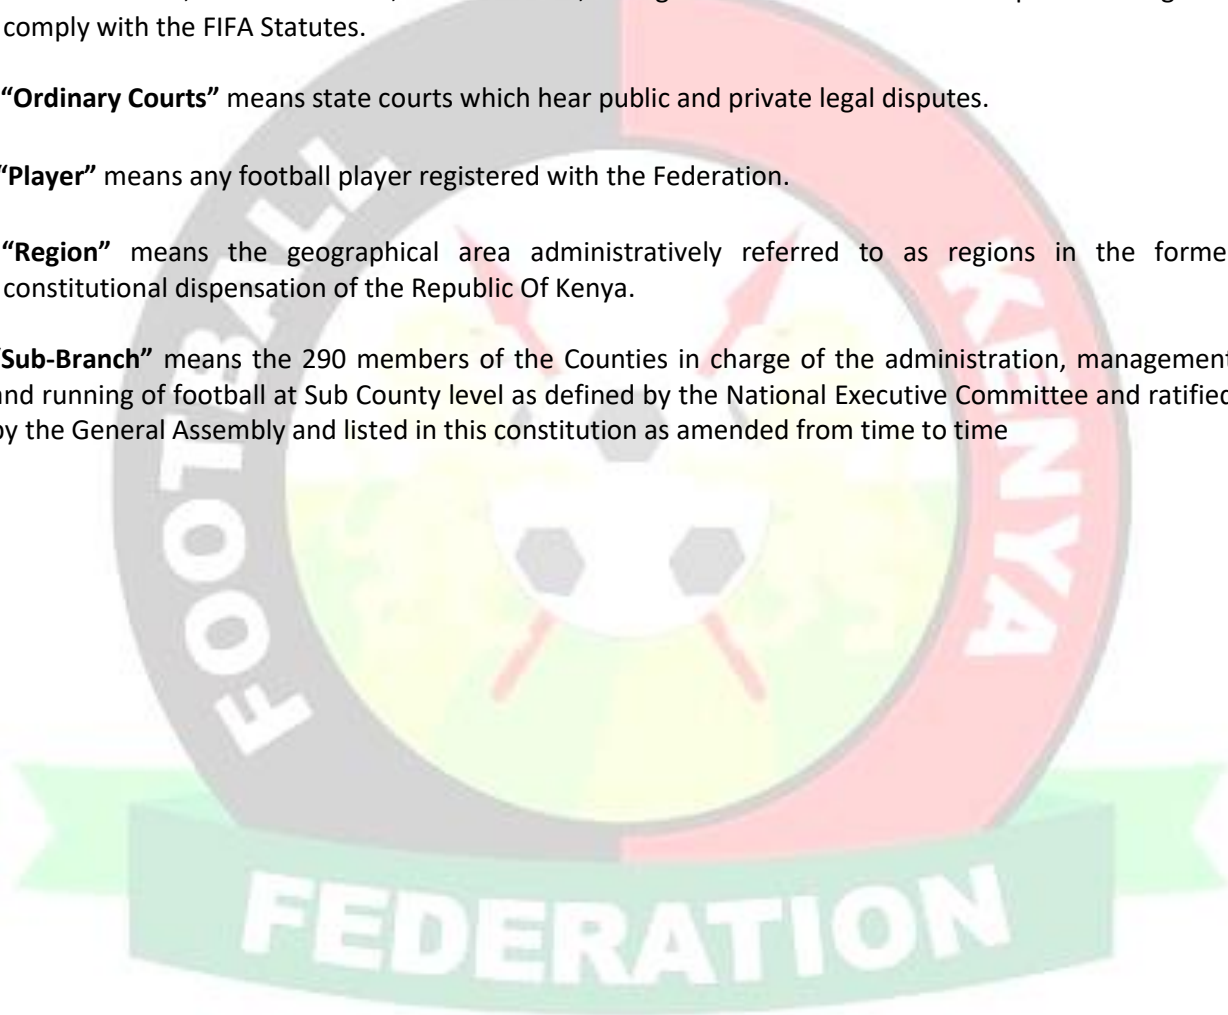 comply with the FIFA Statutes.
“Ordinary Courts” means state courts which hear public and private legal disputes.
“Player” means any football player registered with the Federation.
“Region” means the geographical area administratively referred to as regions in the forme
constitutional dispensation of the Republic Of Kenya.
Sub-Branch” means the 290 members of the Counties in charge of the administration, management
and running of football at Sub County level as defined by the National Executive Committee and ratified
by the General Assembly and listed in this constitution as amended from time to time
FOOTBALL
KENYA
FEDERATION